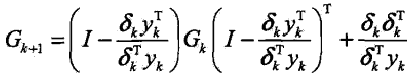 $G_{k+1} = \left( I - \frac{\delta_k y_k^{\mathrm{T}}}{\delta_k^{\mathrm{T}} y_k} \right) G_k \left( I - \frac{\delta_k y_k^{\mathrm{T}}}{\delta_k^{\mathrm{T}} y_k} \right)^{\mathrm{T}} + \frac{\delta_k \delta_k^{\mathrm{T}}}{\delta_k^{\mathrm{T}} y_k}$